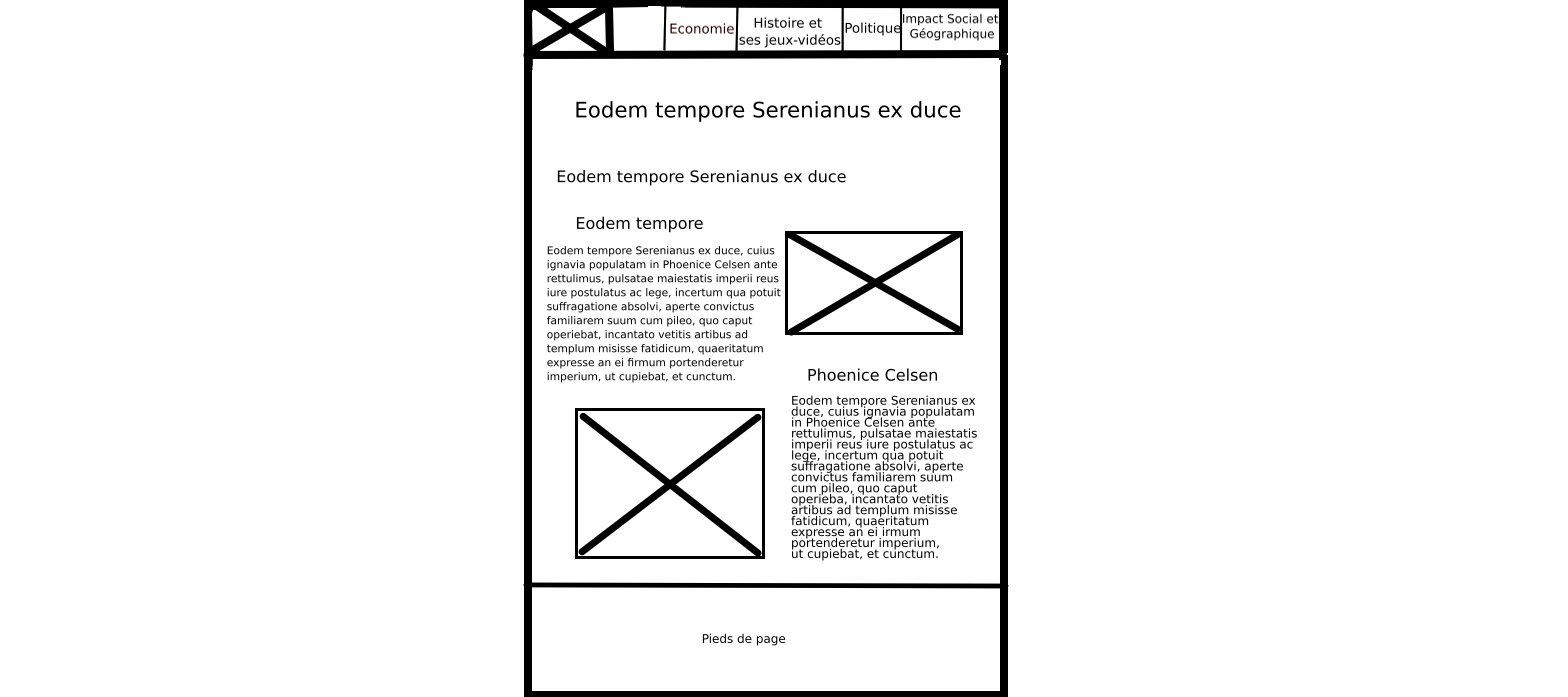 Economie
Histoire et
ses jeux-vidéos
Politique
Impact Social et
Géographique
Eodem tempore Serenianus ex duce
Eodem tempore Serenianus ex duce
Eodem tempore
Eodem tempore Serenianus ex duce, cuius
ignavia populatam in Phoenice Celsen ante
rettulimus, pulsatae maiestatis imperii reus
iure postulatus ac lege, incertum qua potuit
suffragatione absolvi, aperte convictus
familiarem suum cum pileo, quo caput
operiebat, incantato vetitis artibus ad
templum misisse fatidicum, quaeritatum
expresse an ei firmum portenderetur
imperium, ut cupiebat, et cunctum.
Phoenice Celsen
Eodem tempore Serenianus ex
duce, cuius ignavia populatam
in Phoenice Celsen ante
rettulimus, pulsatae maiestatis
imperii reus iure postulatus ac
lege, incertum qua potuit
suffragatione absolvi, aperte
convictus familiarem suum
cum pileo, quo caput
operieba, incantato vetitis
artibus ad templum misisse
fatidicum, quaeritatum
expresse an ei irmum
portenderetur imperium,
ut cupiebat, et cunctum.
Pieds de page